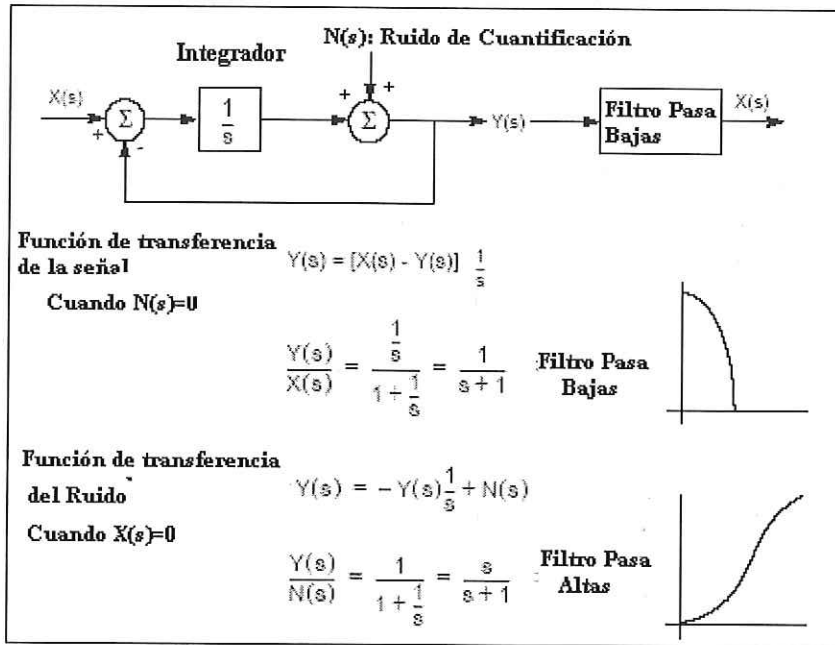 N(s): Ruido de Cuantificación
Integrador
X(s)
+
Σ
-
1
s
+
+
Σ
Y(s)
Filtro Pasa
Bajas
X(s)
Función de transferencia
de la señal
Cuando N(s)=0
Y(s) = [X(s) - Y(s)] 1/s
Y(s)/X(s) = (1/s)/(1 + 1/s) = 1/(s + 1)
Filtro Pasa
Bajas
Función de transferencia
del Ruido
Cuando X(s)=0
Y(s) = - Y(s) 1/s + N(s)
Y(s)/N(s) = 1/(1 + 1/s) = s/(s + 1)
Filtro Pasa
Altas